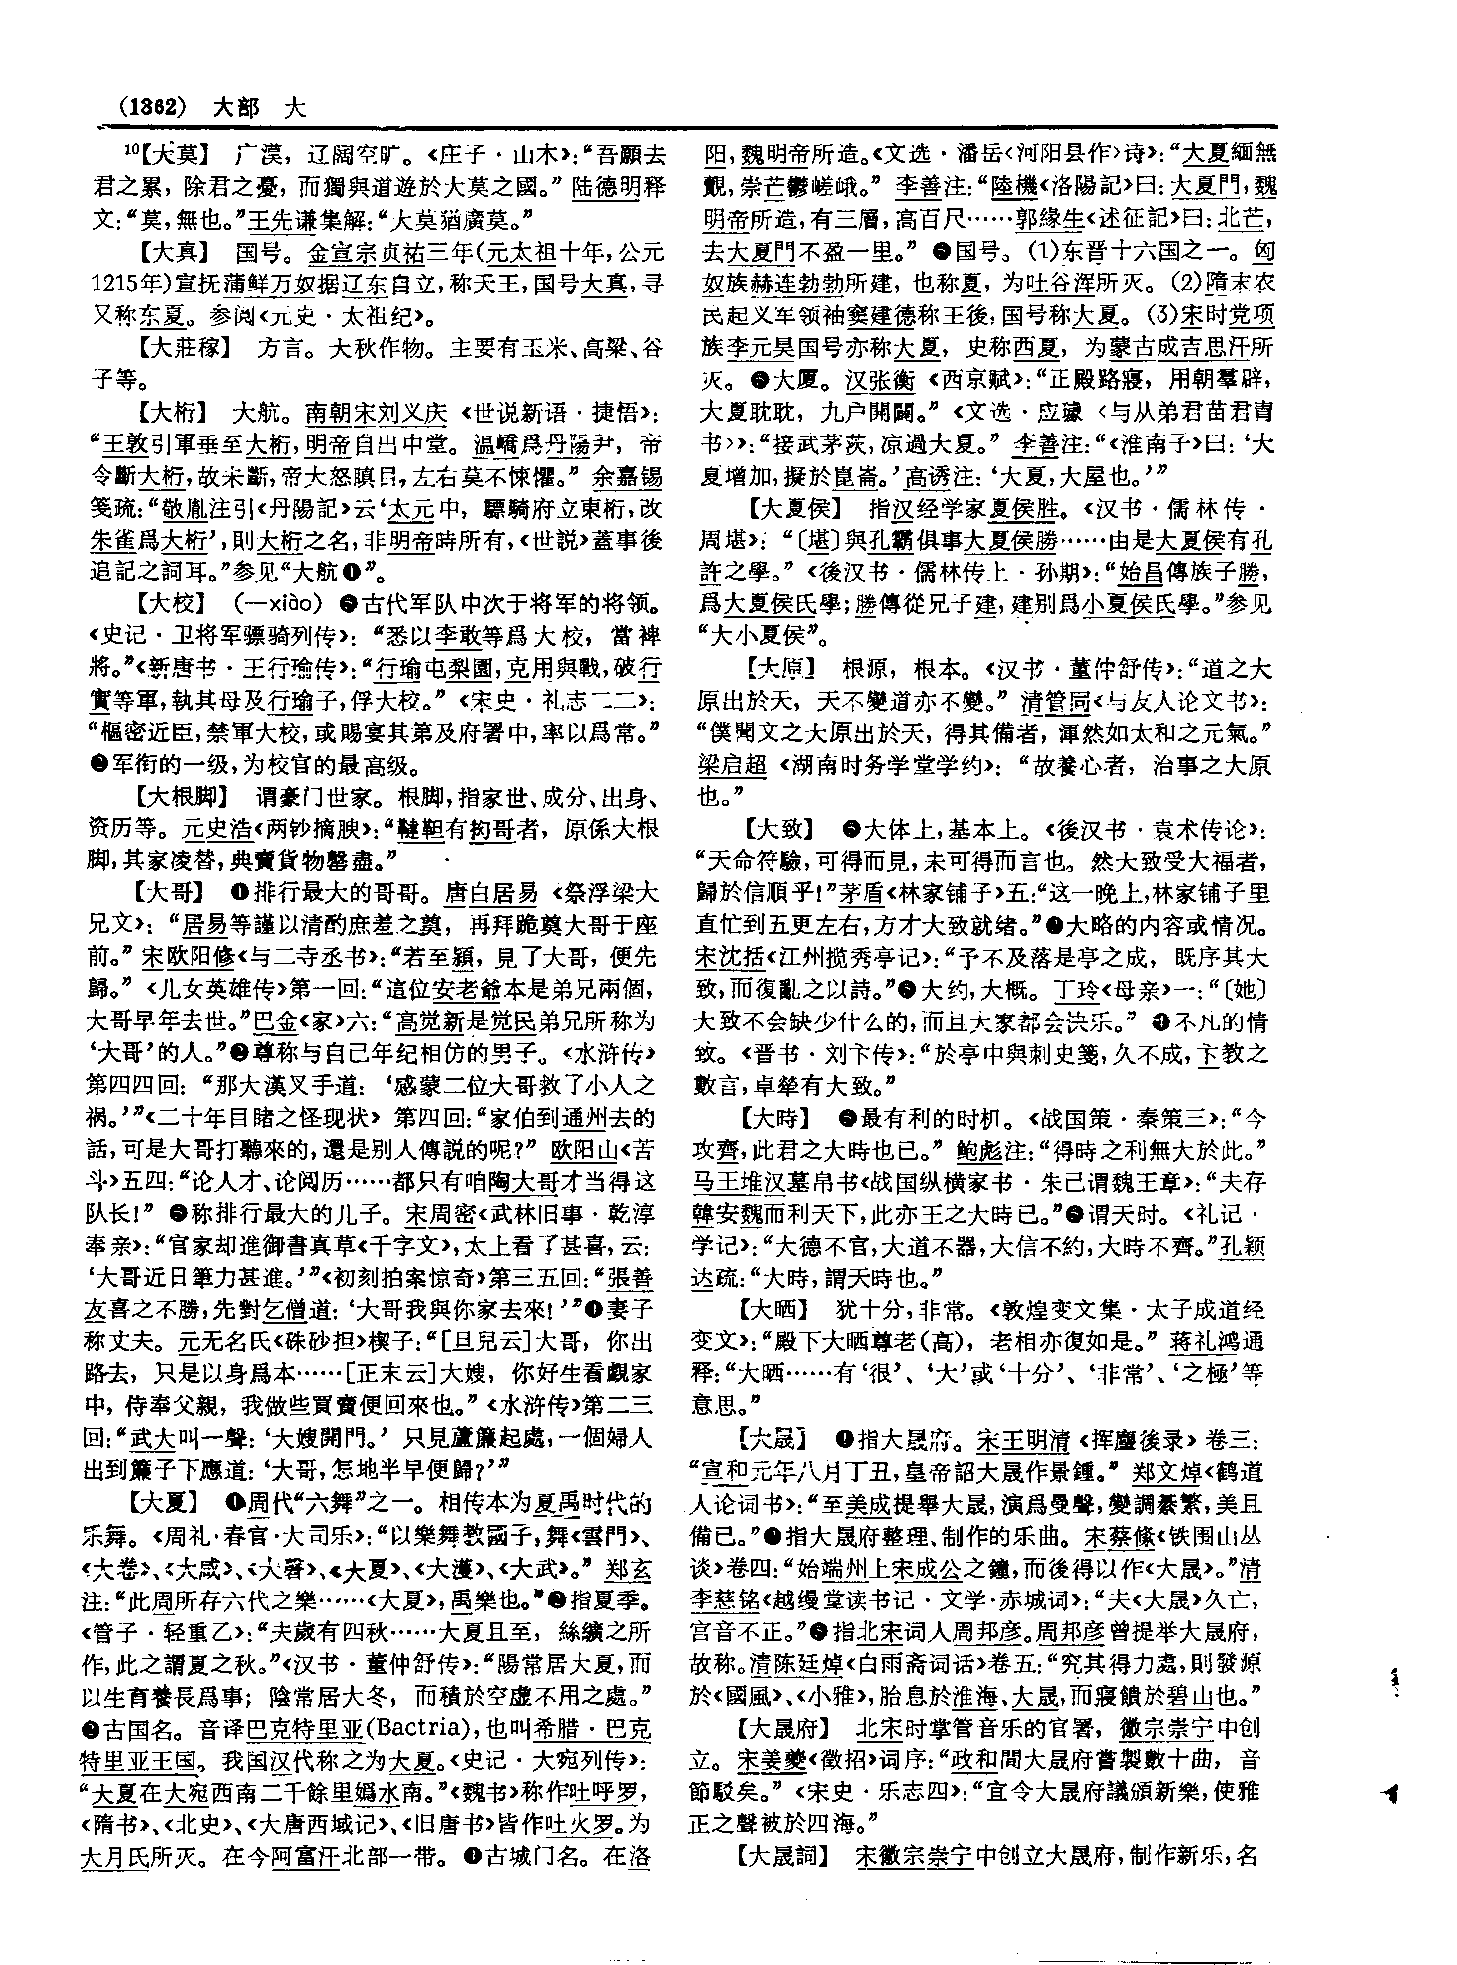 (1362) 大部 大
¹⁰【大莫】 广漠，辽阔空旷。《庄子·山木》：“吾願去
君之累，除君之憂，而獨與道遊於大莫之國。”陆德明释
文：“莫，無也。”王先谦集解：“大莫猶廣莫。”
【大真】 国号。金宣宗贞祐三年(元太祖十年，公元
1215年)宣抚蒲鲜万奴据辽东自立，称天王，国号大真，寻
又称东夏。参阅《元史·太祖纪》。
【大莊稼】 方言。大秋作物。主要有玉米、高粱、谷
子等。
【大桁】 大航。南朝宋刘义庆《世说新语·捷悟》：
“王敦引軍垂至大桁，明帝自出中堂。温嶠爲丹陽尹，帝
令斷大桁，故未斷，帝大怒瞋目，左右莫不悚懼。”余嘉锡
笺疏：“敬胤注引《丹陽記》云‘太元中，驃騎府立東桁，改
朱雀爲大桁’，則大桁之名，非明帝時所有，《世説》蓋事後
追記之詞耳。”参见“大航❶”。
【大校】 (—xiào) ❶古代军队中次于将军的将领。
《史记·卫将军骠骑列传》：“悉以李敢等爲大校，當裨
將。”《新唐书·王行瑜传》：“行瑜屯梨園，克用與戰，破行
實等軍，執其母及行瑜子，俘大校。”《宋史·礼志二二》：
“樞密近臣，禁軍大校，或賜宴其第及府署中，率以爲常。”
❷军衔的一级，为校官的最高级。
【大根脚】 谓豪门世家。根脚，指家世、成分、出身、
资历等。元史浩《两钞摘腴》：“韃靼有拘哥者，原係大根
脚，其家凌替，典賣貨物罄盡。”
【大哥】 ❶排行最大的哥哥。唐白居易《祭浮梁大
兄文》：“居易等謹以清酌庶羞之奠，再拜跪奠大哥于座
前。”宋欧阳修《与二寺丞书》：“若至潁，見了大哥，便先
歸。”《儿女英雄传》第一回：“這位安老爺本是弟兄兩個，
大哥早年去世。”巴金《家》六：“高觉新是觉民弟兄所称为
‘大哥’的人。”❷尊称与自己年纪相仿的男子。《水浒传》
第四四回：“那大漢叉手道：‘感蒙二位大哥救了小人之
祸。’”《二十年目睹之怪现状》第四回：“家伯到通州去的
話，可是大哥打聽來的，還是别人傳説的呢？”欧阳山《苦
斗》五四：“论人才、论阅历……都只有咱陶大哥才当得这
队长！”❸称排行最大的儿子。宋周密《武林旧事·乾淳
奉亲》：“官家却進御書真草《千字文》，太上看了甚喜，云：
‘大哥近日筆力甚進。’”《初刻拍案惊奇》第三五回：“張善
友喜之不勝，先對乞僧道：‘大哥我與你家去來！’”❹妻子
称丈夫。元无名氏《硃砂担》楔子：“[旦兒云]大哥，你出
路去，只是以身爲本……[正末云]大嫂，你好生看覷家
中，侍奉父親，我做些買賣便回來也。”《水浒传》第二三
回：“武大叫一聲：‘大嫂開門。’只見蘆簾起處，一個婦人
出到簾子下應道：‘大哥，怎地半早便歸？’”
【大夏】 ❶周代“六舞”之一。相传本为夏禹时代的
乐舞。《周礼·春官·大司乐》：“以樂舞教國子，舞《雲門》、
《大卷》、《大咸》、《大㲈》、《大夏》、《大濩》、《大武》。”郑玄
注：“此周所存六代之樂……《大夏》，禹樂也。”❷指夏季。
《管子·轻重乙》：“夫歲有四秋……大夏且至，絲纊之所
作，此之謂夏之秋。”《汉书·董仲舒传》：“陽常居大夏，而
以生育養長爲事；陰常居大冬，而積於空虚不用之處。”
❸古国名。音译巴克特里亚(Bactria)，也叫希腊·巴克
特里亚王国。我国汉代称之为大夏。《史记·大宛列传》：
“大夏在大宛西南二千餘里嬀水南。”《魏书》称作吐呼罗，
《隋书》、《北史》、《大唐西域记》、《旧唐书》皆作吐火罗。为
大月氏所灭。在今阿富汗北部一带。❹古城门名。在洛
阳，魏明帝所造。《文选·潘岳〈河阳县作〉诗》：“大夏緬無
覿，崇芒鬱嵯峨。”李善注：“陸機《洛陽記》曰：大夏門，魏
明帝所造，有三層，高百尺……郭緣生《述征記》曰：北芒，
去大夏門不盈一里。”❺国号。(1)东晋十六国之一。匈
奴族赫连勃勃所建，也称夏，为吐谷浑所灭。(2)隋末农
民起义军领袖窦建德称王後，国号称大夏。(3)宋时党项
族李元昊国号亦称大夏，史称西夏，为蒙古成吉思汗所
灭。❻大厦。汉张衡《西京赋》：“正殿路寢，用朝羣辟，
大夏耽耽，九户開闢。”《文选·应璩〈与从弟君苗君胄
书〉》：“接武茅茨，凉過大夏。”李善注：“《淮南子》曰：‘大
夏增加，擬於崑崙。’高诱注：‘大夏，大屋也。’”
【大夏侯】 指汉经学家夏侯胜。《汉书·儒林传·
周堪》：“〔堪〕與孔霸俱事大夏侯勝……由是大夏侯有孔
許之學。”《後汉书·儒林传上·孙期》：“始昌傳族子勝，
爲大夏侯氏學；勝傳從兄子建，建別爲小夏侯氏學。”参见
“大小夏侯”。
【大原】 根源，根本。《汉书·董仲舒传》：“道之大
原出於天，天不變道亦不變。”清管同《与友人论文书》：
“僕聞文之大原出於天，得其備者，渾然如太和之元氣。”
梁启超《湖南时务学堂学约》：“故養心者，治事之大原
也。”
【大致】 ❶大体上，基本上。《後汉书·袁术传论》：
“天命符驗，可得而見，未可得而言也。然大致受大福者，
歸於信順乎！”茅盾《林家铺子》五：“这一晚上，林家铺子里
直忙到五更左右，方才大致就绪。”❷大略的内容或情况。
宋沈括《江州揽秀亭记》：“予不及落是亭之成，既序其大
致，而復亂之以詩。”❸大约，大概。丁玲《母亲》一：“〔她〕
大致不会缺少什么的，而且大家都会决乐。”❹不凡的情
致。《晋书·刘卞传》：“於亭中與刺史箋，久不成，卞教之
數言，卓犖有大致。”
【大時】 ❶最有利的时机。《战国策·秦策三》：“今
攻齊，此君之大時也已。”鲍彪注：“得時之利無大於此。”
马王堆汉墓帛书《战国纵横家书·朱己谓魏王章》：“夫存
韓安魏而利天下，此亦王之大時已。”❷谓天时。《礼记·
学记》：“大德不官，大道不器，大信不約，大時不齊。”孔颖
达疏：“大時，謂天時也。”
【大晒】 犹十分，非常。《敦煌变文集·太子成道经
变文》：“殿下大晒尊老(高)，老相亦復如是。”蒋礼鸿通
释：“大晒……有‘很’、‘大’或‘十分’、‘非常’、‘之極’等
意思。”
【大晟】 ❶指大晟府。宋王明清《挥麈後录》卷三：
“宣和元年八月丁丑，皇帝詔大晟作景鍾。”郑文焯《鹤道
人论词书》：“至美成提舉大晟，演爲曼聲，變調綦繁，美且
備已。”❷指大晟府整理、制作的乐曲。宋蔡絛《铁围山丛
谈》卷四：“始端州上宋成公之鐘，而後得以作《大晟》。”清
李慈铭《越缦堂读书记·文学·赤城词》：“夫《大晟》久亡，
宫音不正。”❸指北宋词人周邦彦。周邦彦曾提举大晟府，
故称。清陈廷焯《白雨斋词话》卷五：“究其得力處，則發源
於《國風》、《小雅》，胎息於淮海、大晟，而寢饋於碧山也。”
【大晟府】 北宋时掌管音乐的官署，徽宗崇宁中创
立。宋姜夔《徵招》词序：“政和間大晟府嘗製數十曲，音
節駁矣。”《宋史·乐志四》：“宜令大晟府議頒新樂，使雅
正之聲被於四海。”
【大晟詞】 宋徽宗崇宁中创立大晟府，制作新乐，名